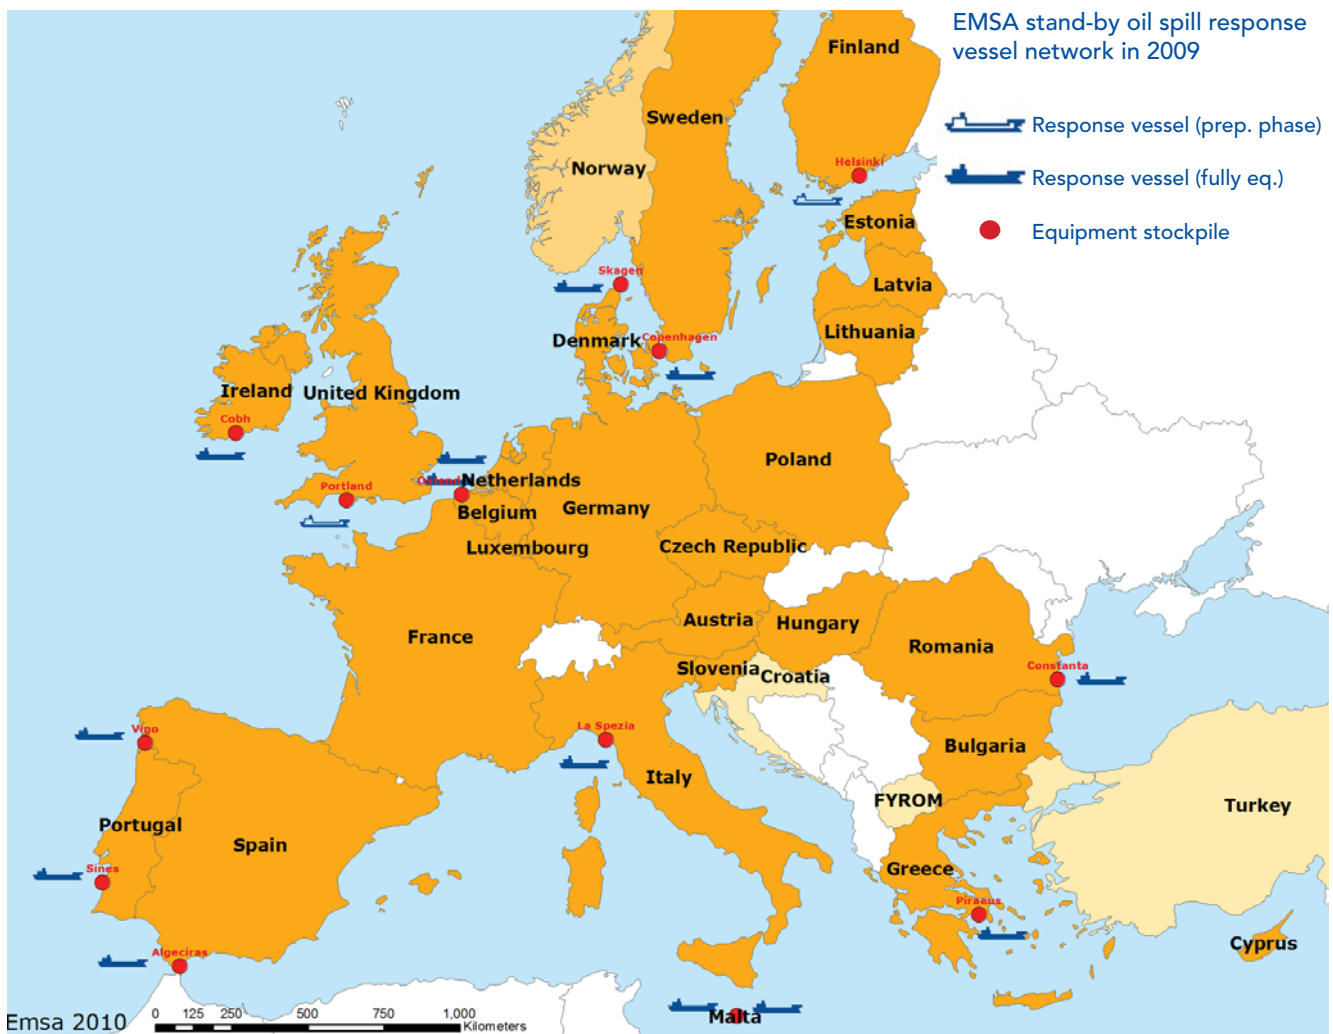 EMSA stand-by oil spill response
vessel network in 2009
Response vessel (prep. phase)
Response vessel (fully eq.)
Equipment stockpile
Finland
Sweden
Norway
Helsinki
Estonia
Skagen
Latvia
Lithuania
Denmark
Copenhagen
Ireland
United Kingdom
Cobh
Poland
Netherlands
Portland
Germany
Belgium
Luxembourg
Czech Republic
Austria
Hungary
France
Romania
Slovenia
Croatia
Constanta
Vigo
La Spezia
Bulgaria
Italy
FYROM
Turkey
Portugal
Spain
Sines
Greece
Piraeus
Cyprus
Algeciras
Malta
Emsa 2010
0 125 250 500 750 1.000
Kilometers